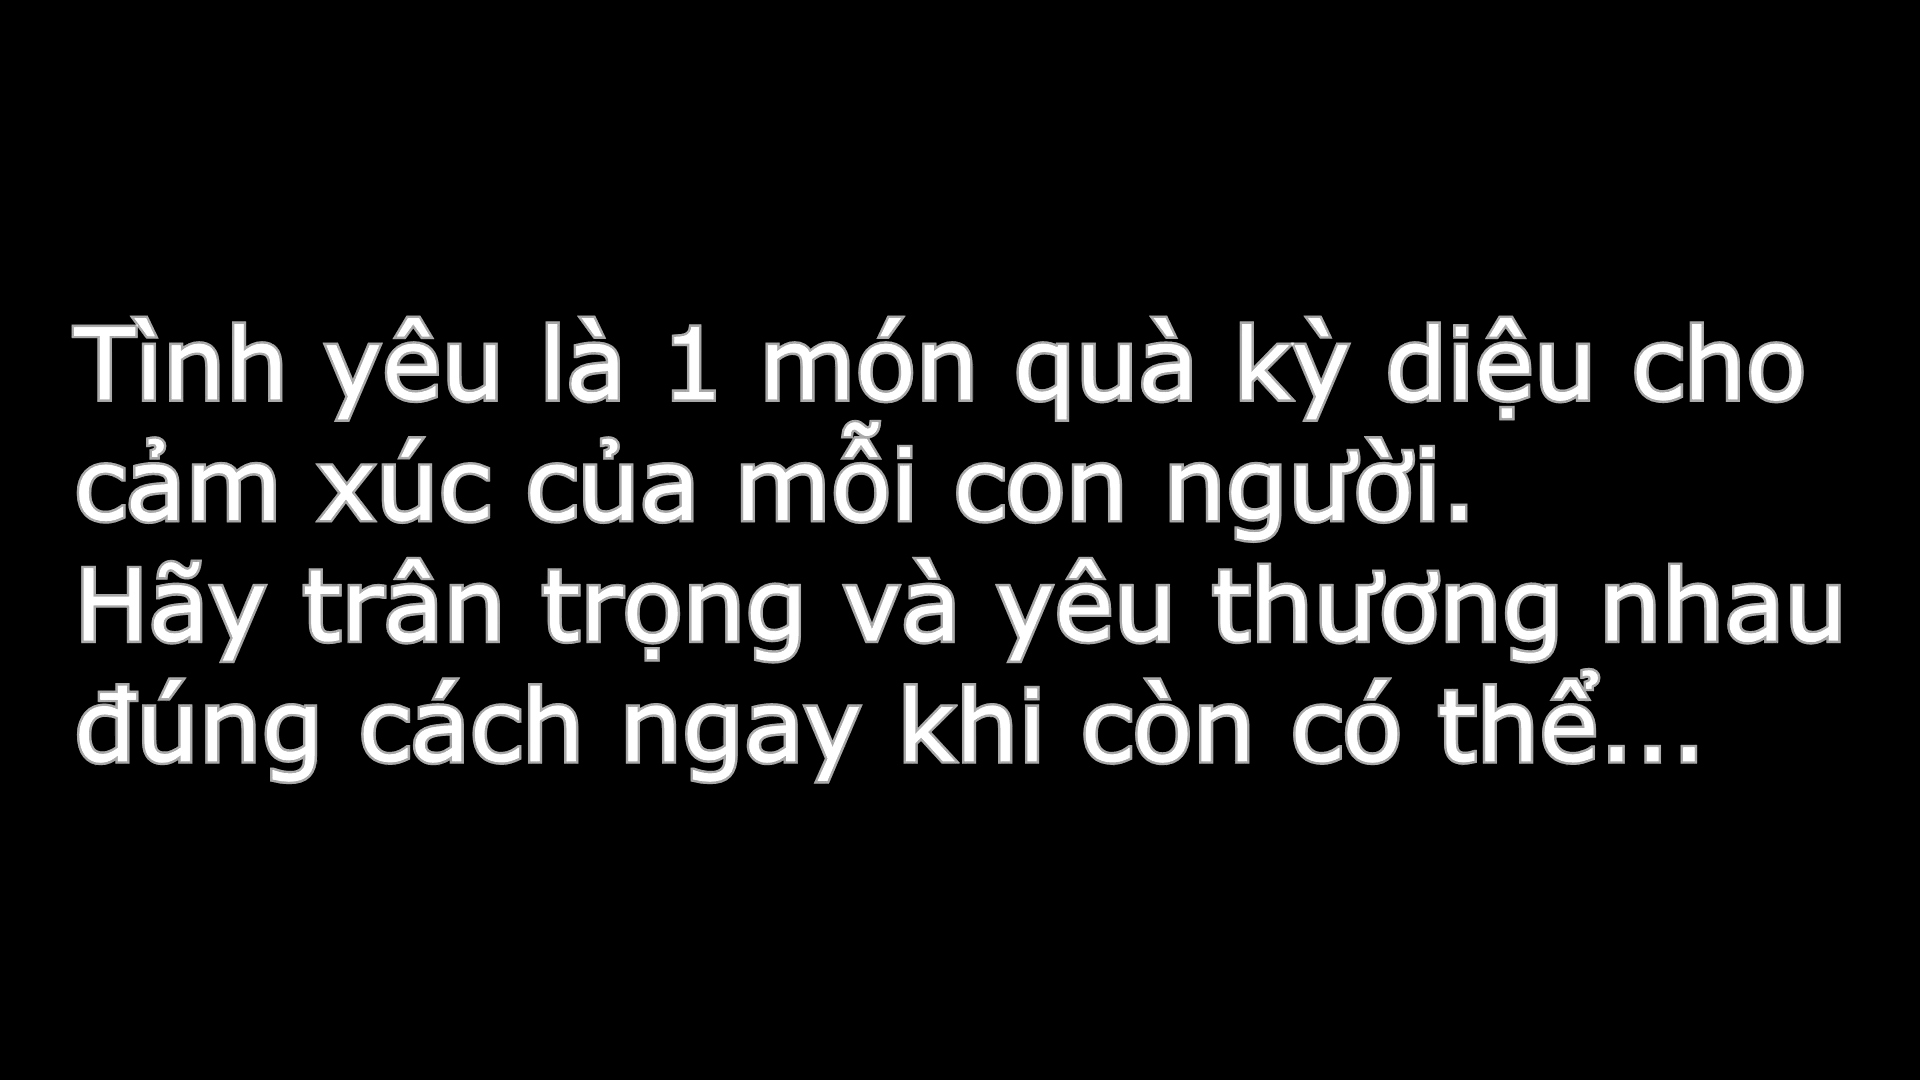 Tình yêu là 1 món quà kỳ diệu cho
cảm xúc của mỗi con người.
Hãy trân trọng và yêu thương nhau
đúng cách ngay khi còn có thể...